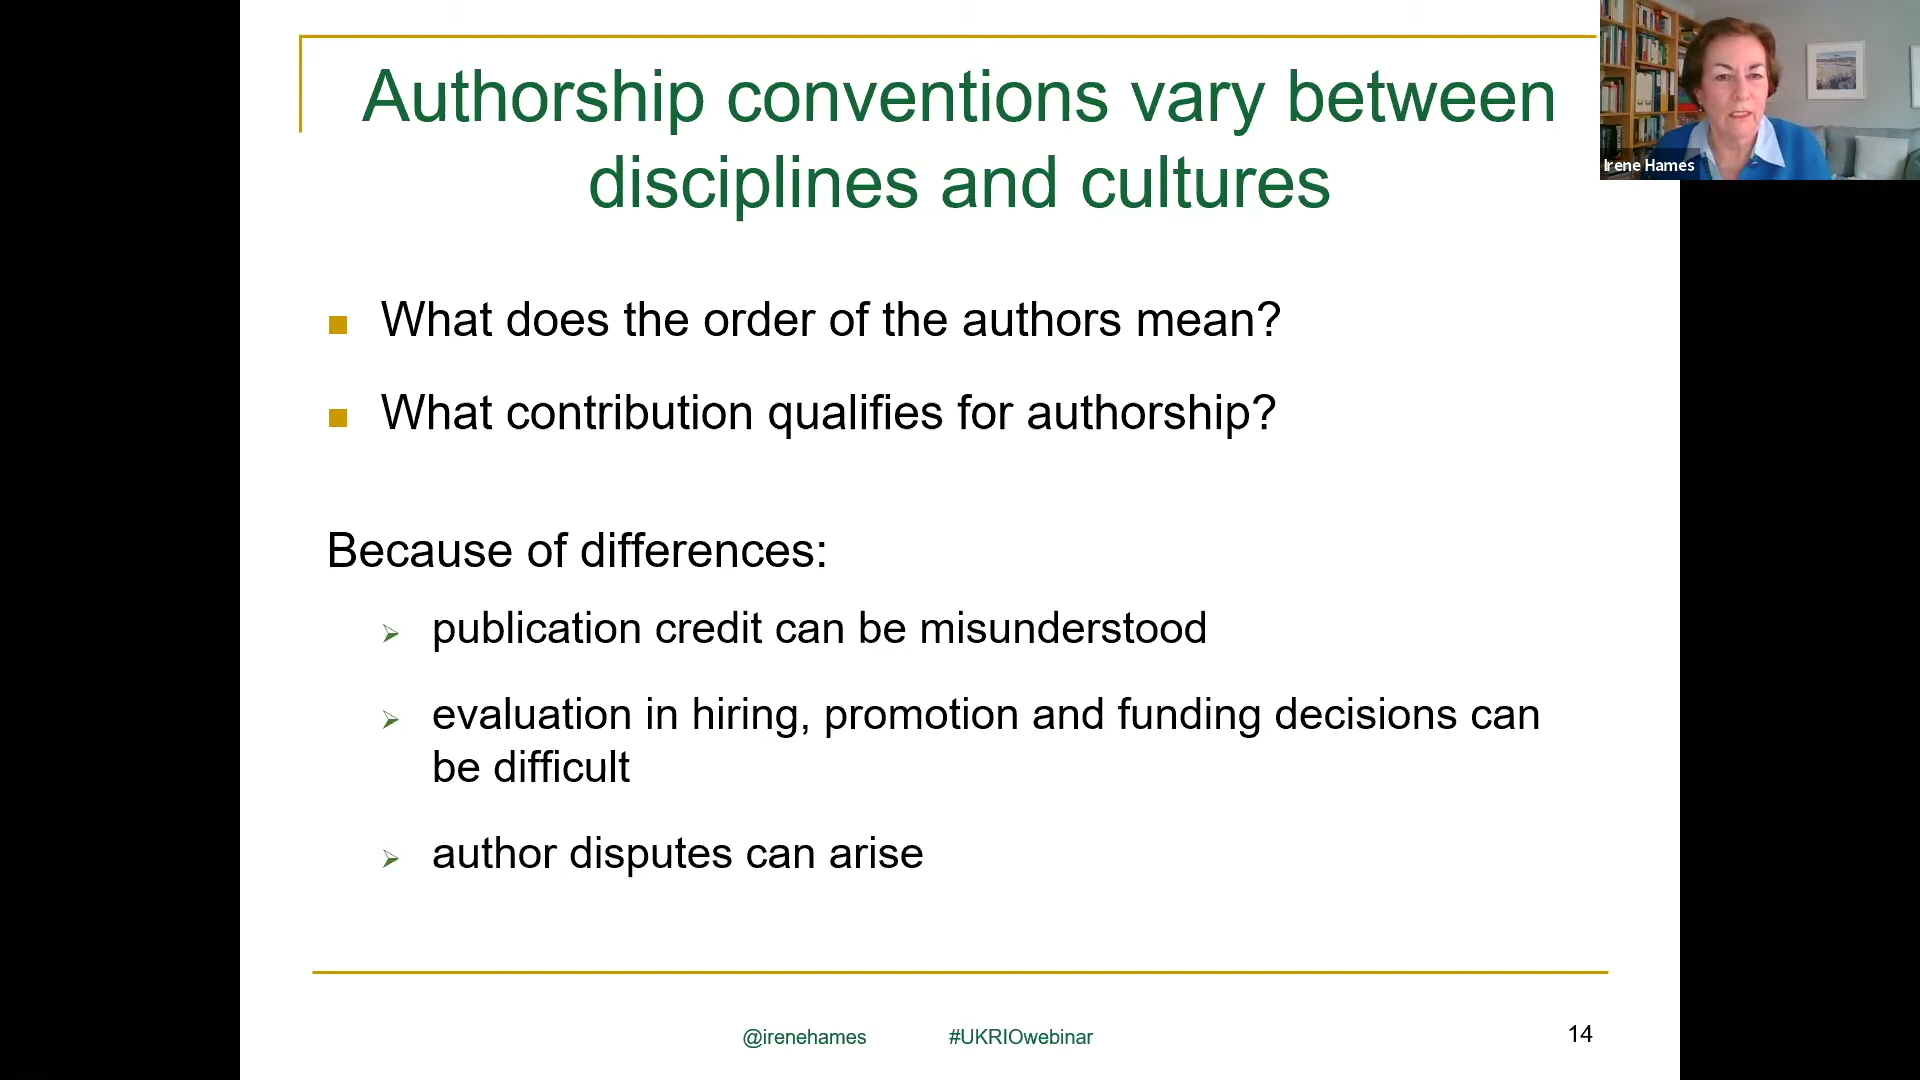 Authorship conventions vary between
disciplines and cultures
Irene Hames
What does the order of the authors mean?
What contribution qualifies for authorship?
Because of differences:
publication credit can be misunderstood
evaluation in hiring, promotion and funding decisions can
be difficult
author disputes can arise
@irenehames #UKRIOwebinar 14